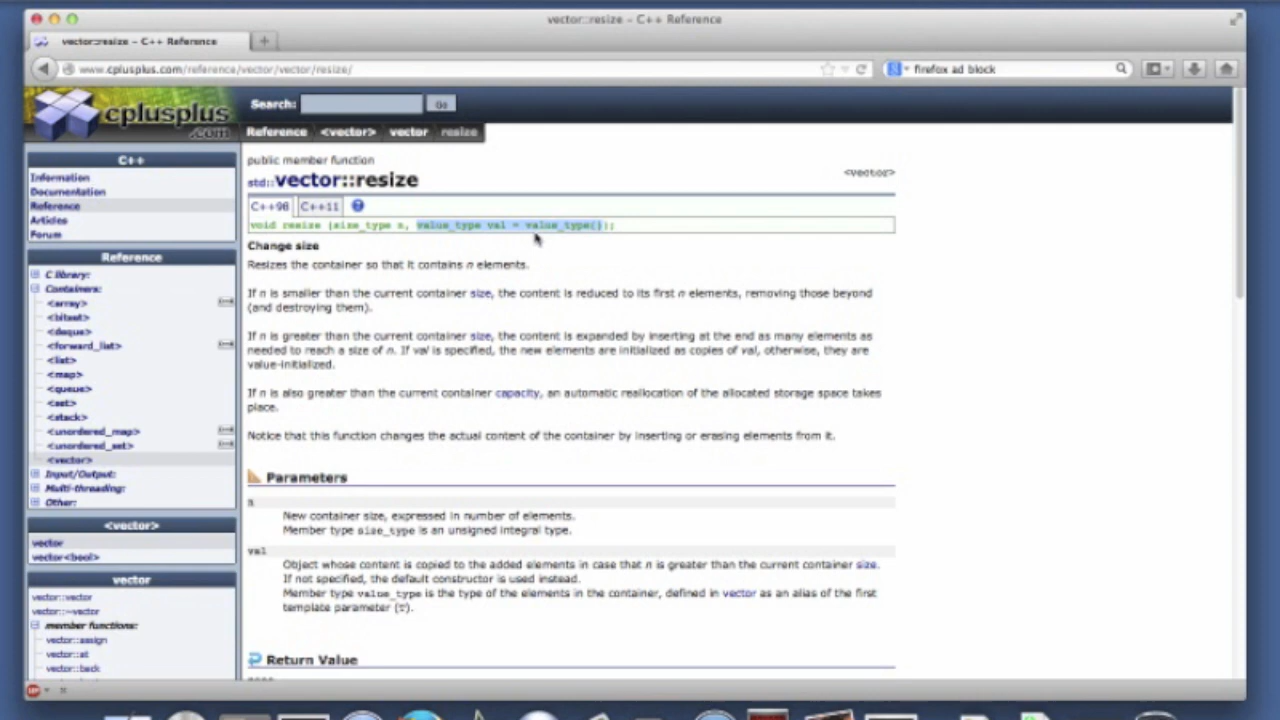 vector::resize - C++ Reference
vector::resize - C++ Reference
www.cplusplus.com/reference/vector/vector/resize/
firefox ad block
cplusplus
.com
Search:
Go
Reference <vector> vector resize
C++
Information
Documentation
Reference
Articles
Forum
Reference
C library:
Containers:
<array>
<bitset>
<deque>
<forward_list>
<list>
<map>
<queue>
<set>
<stack>
<unordered_map>
<unordered_set>
<vector>
Input/Output:
Multi-threading:
Other:
<vector>
vector
vector<bool>
vector
vector::vector
vector::~vector
member functions:
vector::assign
vector::at
vector::back
public member function
<vector>
std::vector::resize
C++98 C++11
void resize (size_type n, value_type val = value_type());
Change size
Resizes the container so that it contains n elements.
If n is smaller than the current container size, the content is reduced to its first n elements, removing those beyond
(and destroying them).
If n is greater than the current container size, the content is expanded by inserting at the end as many elements as
needed to reach a size of n. If val is specified, the new elements are initialized as copies of val, otherwise, they are
value-initialized.
If n is also greater than the current container capacity, an automatic reallocation of the allocated storage space takes
place.
Notice that this function changes the actual content of the container by inserting or erasing elements from it.
Parameters
n
New container size, expressed in number of elements.
Member type size_type is an unsigned integral type.
val
Object whose content is copied to the added elements in case that n is greater than the current container size.
If not specified, the default constructor is used instead.
Member type value_type is the type of the elements in the container, defined in vector as an alias of the first
template parameter (T).
Return Value